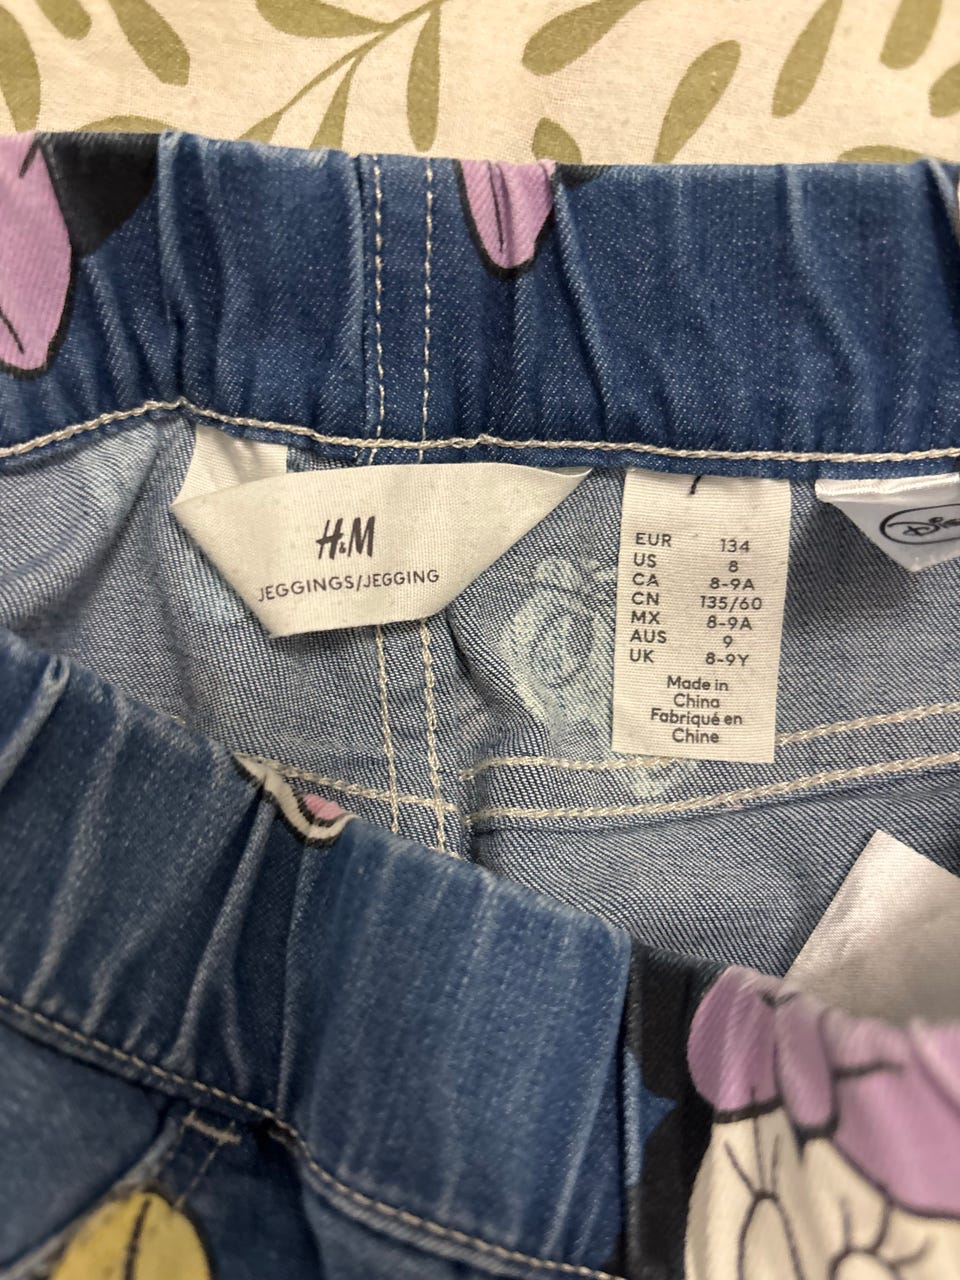 H&M
JEGGINGS/JEGGING
EUR 134
US 8
CA 8-9A
CN 135/60
MX 8-9A
AUS 9
UK 8-9Y
Made in
China
Fabriqué en
Chine